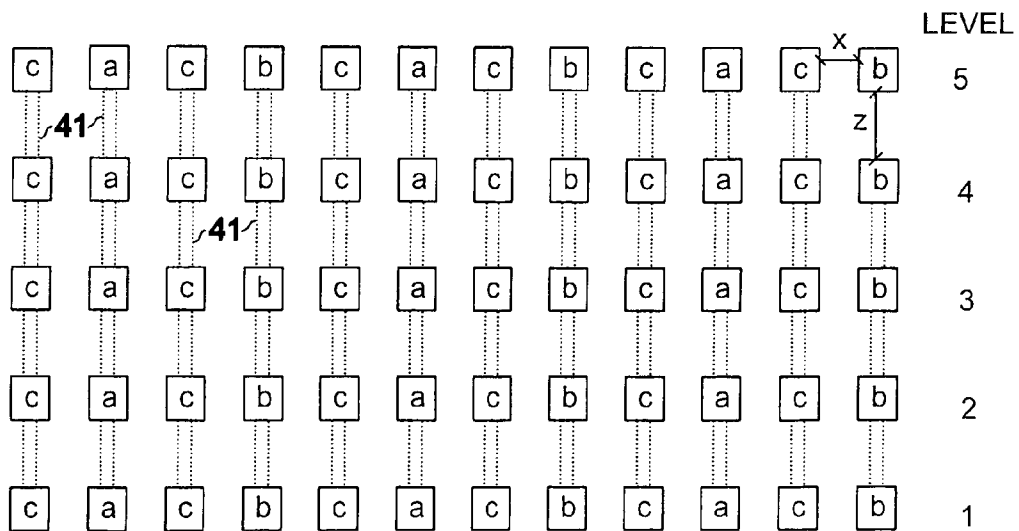 LEVEL
c a c b c a c b c a c x b 5
41 z
c a c b c a c b c a c b 4
41
c a c b c a c b c a c b 3
c a c b c a c b c a c b 2
c a c b c a c b c a c b 1